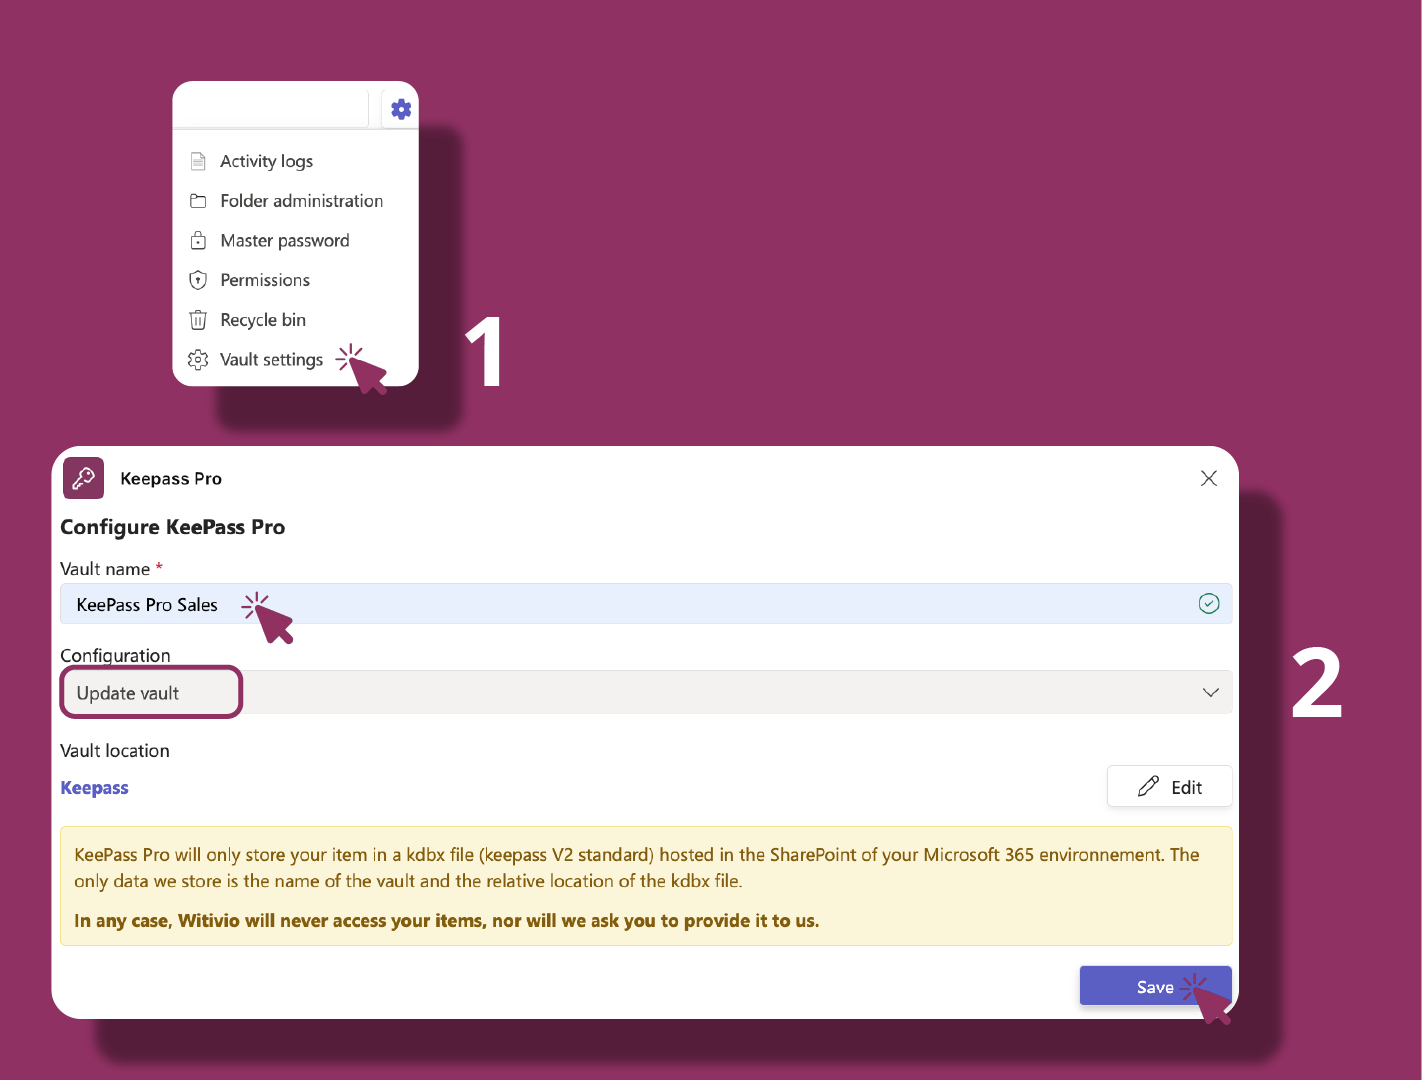 Activity logs
Folder administration
Master password
Permissions
Recycle bin
Vault settings
1
Keepass Pro
Configure KeePass Pro
Vault name *
KeePass Pro Sales
Configuration
Update vault
2
Vault location
Keepass
Edit
KeePass Pro will only store your item in a kdbx file (keepass V2 standard) hosted in the SharePoint of your Microsoft 365 environnement. The
only data we store is the name of the vault and the relative location of the kdbx file.
In any case, Witivio will never access your items, nor will we ask you to provide it to us.
Save